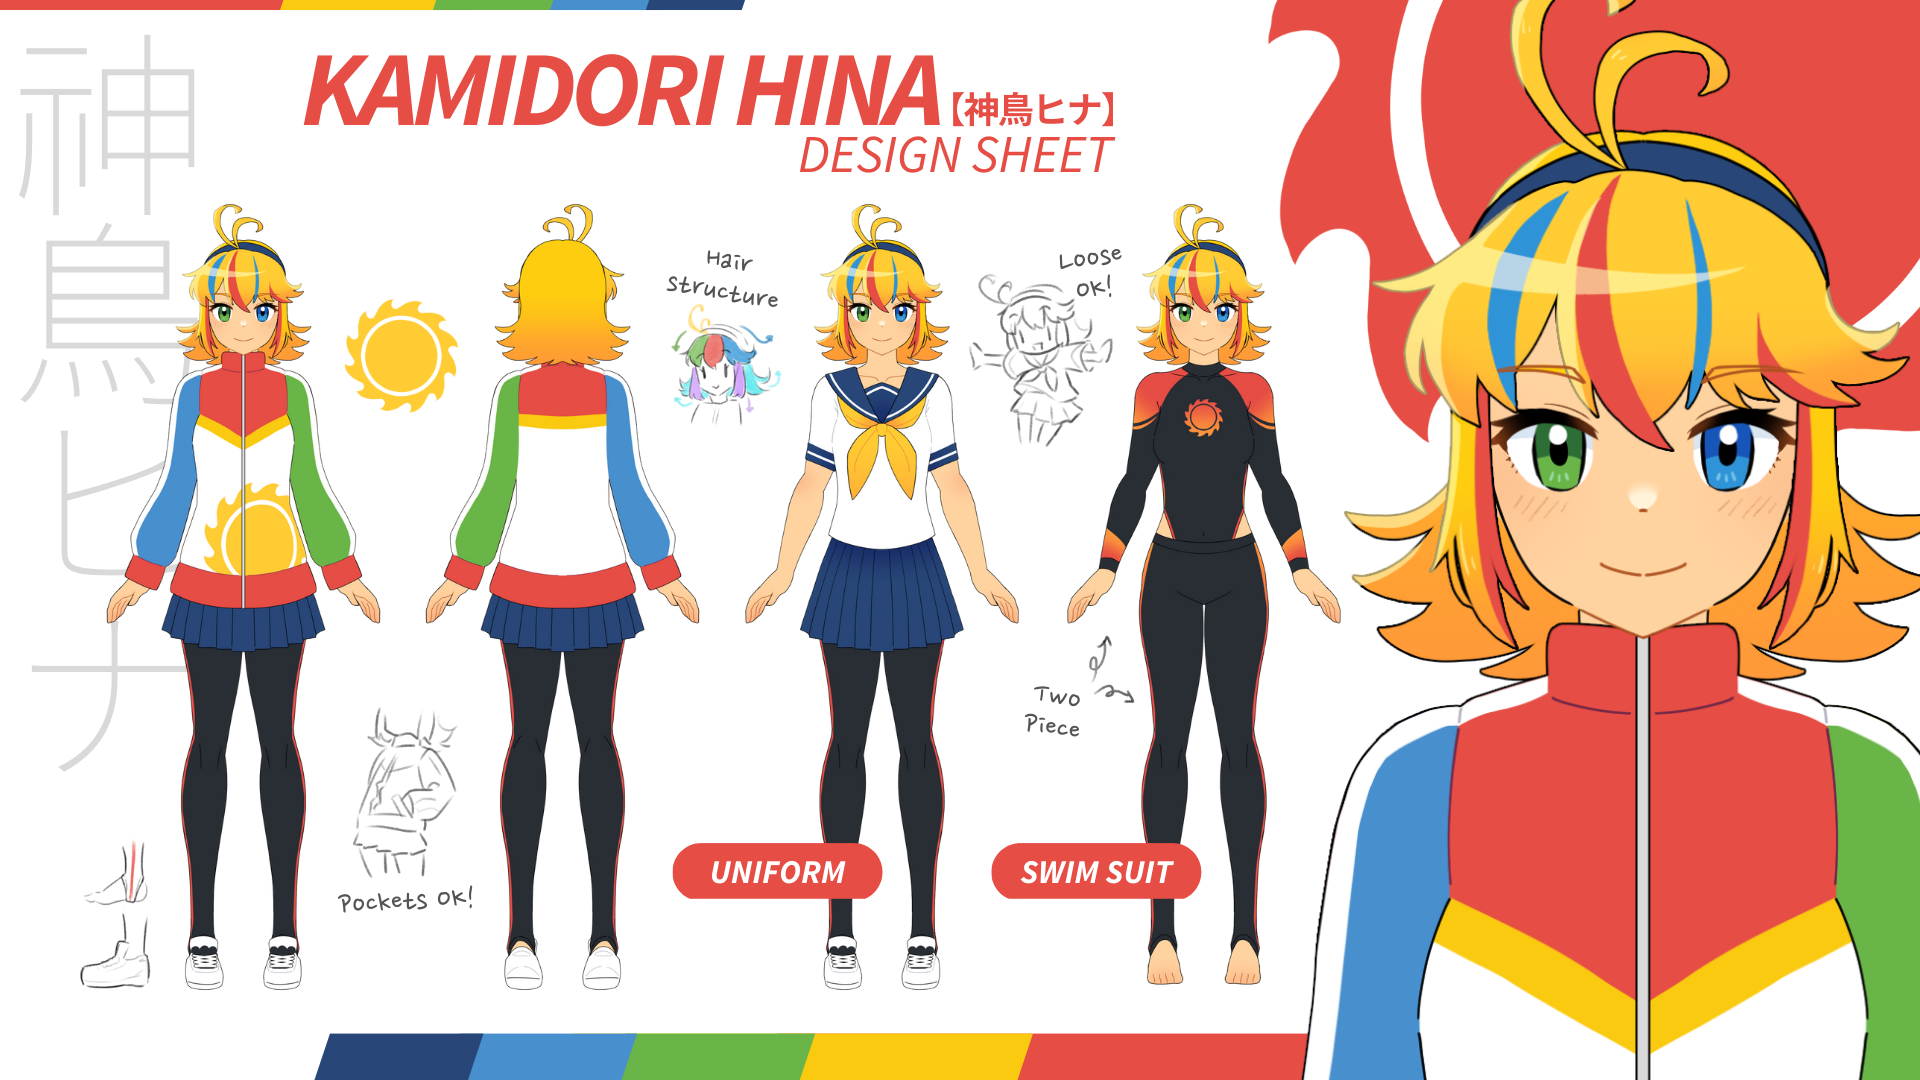 神鳥ヒナ
KAMIDORI HINA【神鳥ヒナ】
DESIGN SHEET
Hair
structure
Loose
ok!
Two
Piece
Pockets ok!
UNIFORM
SWIM SUIT